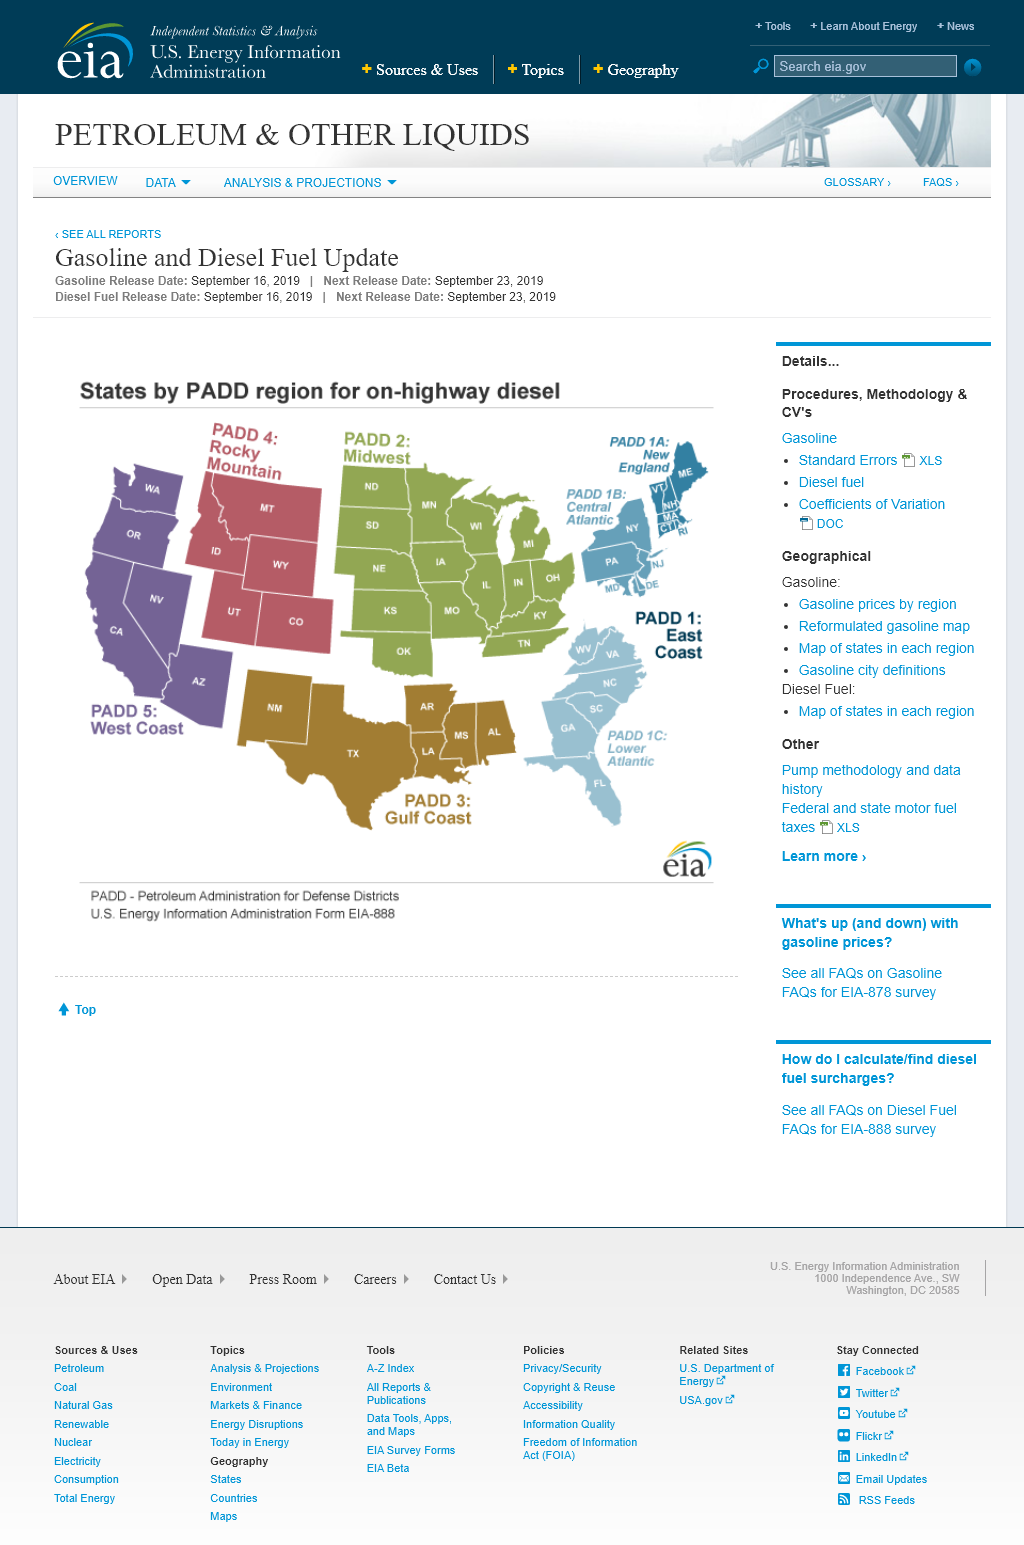 eia
Independent Statistics & Analysis
U.S. Energy Information
Administration
+ Sources & Uses
+ Topics
+ Geography
+ Tools
+ Learn About Energy
+ News
Search eia.gov
PETROLEUM & OTHER LIQUIDS
OVERVIEW
DATA
ANALYSIS & PROJECTIONS
GLOSSARY ›
FAQS ›
‹ SEE ALL REPORTS
Gasoline and Diesel Fuel Update
Gasoline Release Date: September 16, 2019 | Next Release Date: September 23, 2019
Diesel Fuel Release Date: September 16, 2019 | Next Release Date: September 23, 2019
States by PADD region for on-highway diesel
PADD 4:
Rocky
Mountain
PADD 2:
Midwest
PADD 1A:
New
England
PADD 1B:
Central
Atlantic
PADD 1:
East
Coast
PADD 1C:
Lower
Atlantic
PADD 5:
West Coast
PADD 3:
Gulf Coast
WA
OR
NV
CA
AZ
MT
ID
WY
UT
CO
ND
SD
NE
KS
OK
MN
IA
MO
WI
IL
MI
IN
OH
KY
TN
NM
TX
AR
LA
MS
AL
ME
VT
NH
MA
CT
RI
NY
PA
NJ
DE
MD
WV
VA
NC
SC
GA
FL
eia
PADD - Petroleum Administration for Defense Districts
U.S. Energy Information Administration Form EIA-888
Top
Details...
Procedures, Methodology &
CV's
Gasoline
• Standard Errors XLS
• Diesel fuel
• Coefficients of Variation
DOC
Geographical
Gasoline:
• Gasoline prices by region
• Reformulated gasoline map
• Map of states in each region
• Gasoline city definitions
Diesel Fuel:
• Map of states in each region
Other
Pump methodology and data
history
Federal and state motor fuel
taxes XLS
Learn more ›
What's up (and down) with
gasoline prices?
See all FAQs on Gasoline
FAQs for EIA-878 survey
How do I calculate/find diesel
fuel surcharges?
See all FAQs on Diesel Fuel
FAQs for EIA-888 survey
About EIA
Open Data
Press Room
Careers
Contact Us
U.S. Energy Information Administration
1000 Independence Ave., SW
Washington, DC 20585
Sources & Uses
Petroleum
Coal
Natural Gas
Renewable
Nuclear
Electricity
Consumption
Total Energy
Topics
Analysis & Projections
Environment
Markets & Finance
Energy Disruptions
Today in Energy
Geography
States
Countries
Maps
Tools
A-Z Index
All Reports &
Publications
Data Tools, Apps,
and Maps
EIA Survey Forms
EIA Beta
Policies
Privacy/Security
Copyright & Reuse
Accessibility
Information Quality
Freedom of Information
Act (FOIA)
Related Sites
U.S. Department of
Energy
USA.gov
Stay Connected
Facebook
Twitter
Youtube
Flickr
LinkedIn
Email Updates
RSS Feeds